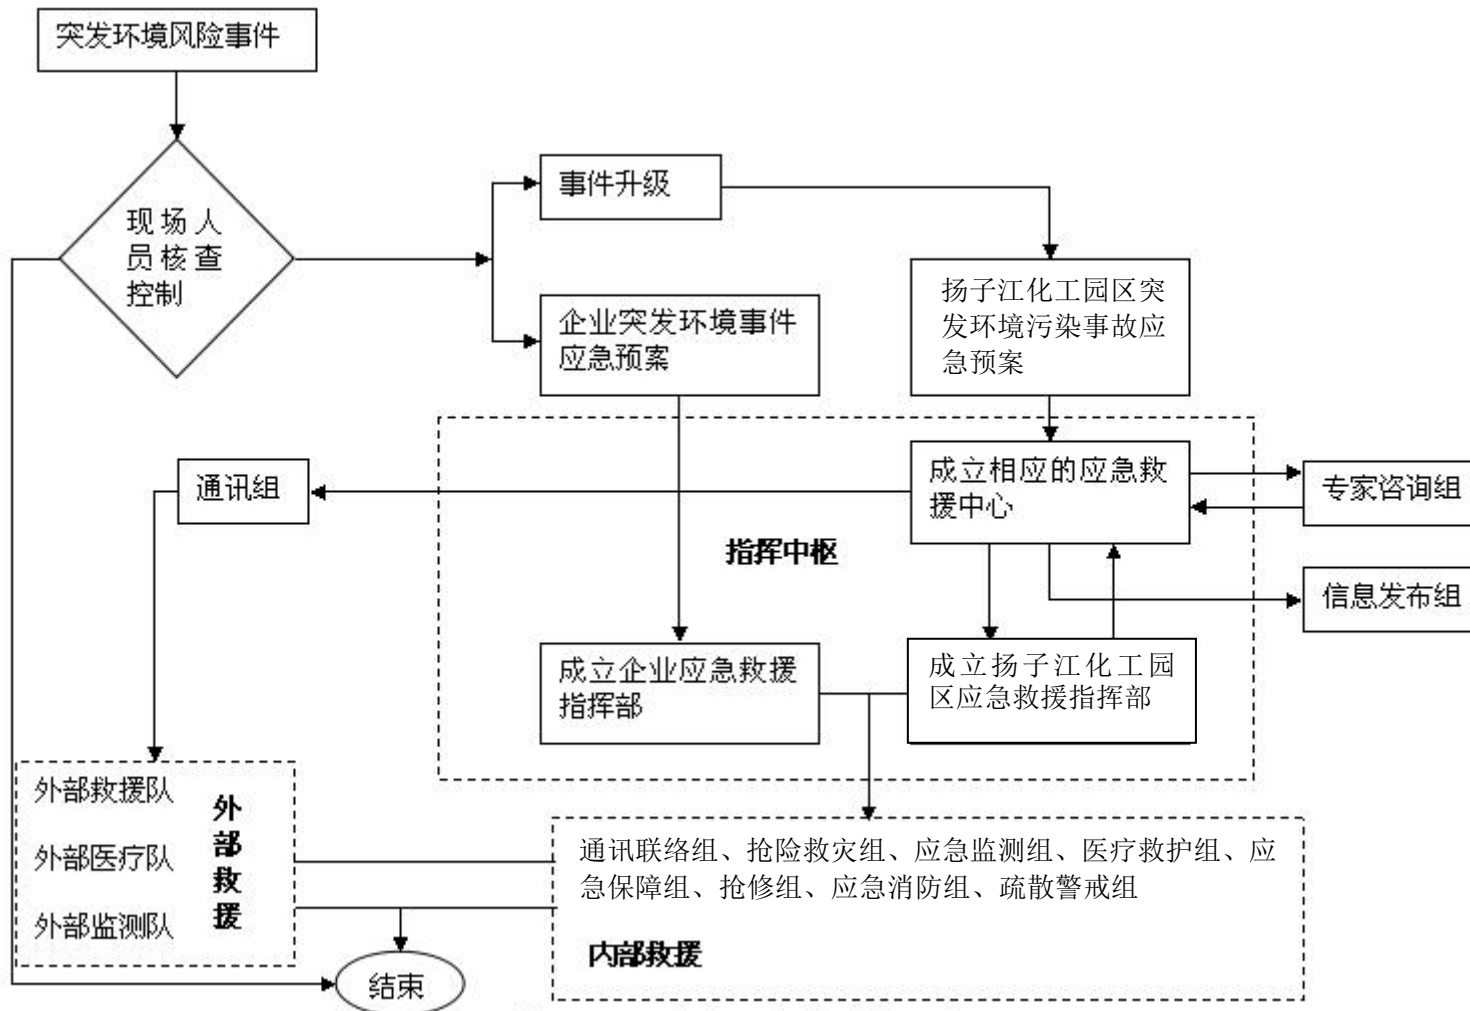 突发环境风险事件
现场人
员核查
控制
事件升级
企业突发环境事件
应急预案
扬子江化工园区突
发环境污染事故应
急预案
通讯组
成立相应的应急救
援中心
专家咨询组
指挥中枢
信息发布组
成立企业应急救援
指挥部
成立扬子江化工园
区应急救援指挥部
外部救援队
外部医疗队
外部监测队
外
部
救
援
通讯联络组、抢险救灾组、应急监测组、医疗救护组、应
急保障组、抢修组、应急消防组、疏散警戒组
内部救援
结束